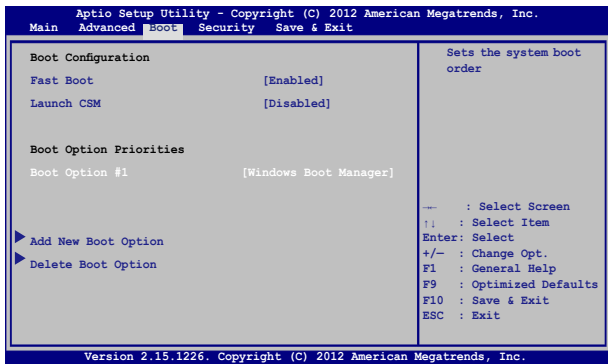 Aptio Setup Utility - Copyright (C) 2012 American Megatrends, Inc.
Main Advanced Boot Security Save & Exit
Boot Configuration
Fast Boot [Enabled]
Launch CSM [Disabled]
Boot Option Priorities
Boot Option #1 [Windows Boot Manager]
Add New Boot Option
Delete Boot Option
Sets the system boot
order
→← : Select Screen
↑↓ : Select Item
Enter: Select
+/— : Change Opt.
F1 : General Help
F9 : Optimized Defaults
F10 : Save & Exit
ESC : Exit
Version 2.15.1226. Copyright (C) 2012 American Megatrends, Inc.